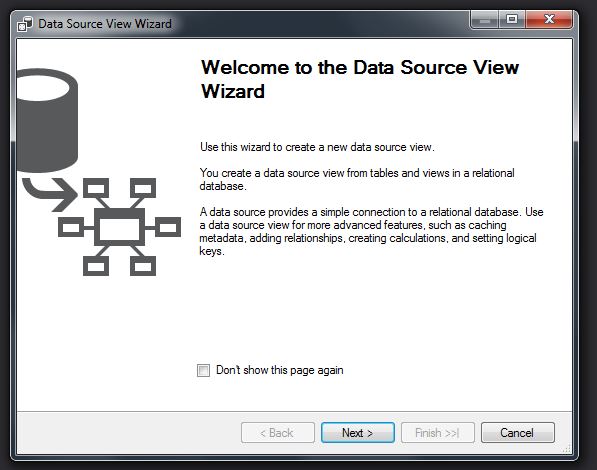 Data Source View Wizard
Welcome to the Data Source View
Wizard
Use this wizard to create a new data source view.
You create a data source view from tables and views in a relational
database.
A data source provides a simple connection to a relational database. Use
a data source view for more advanced features, such as caching
metadata, adding relationships, creating calculations, and setting logical
keys.
Don't show this page again
< Back
Next >
Finish >>|
Cancel